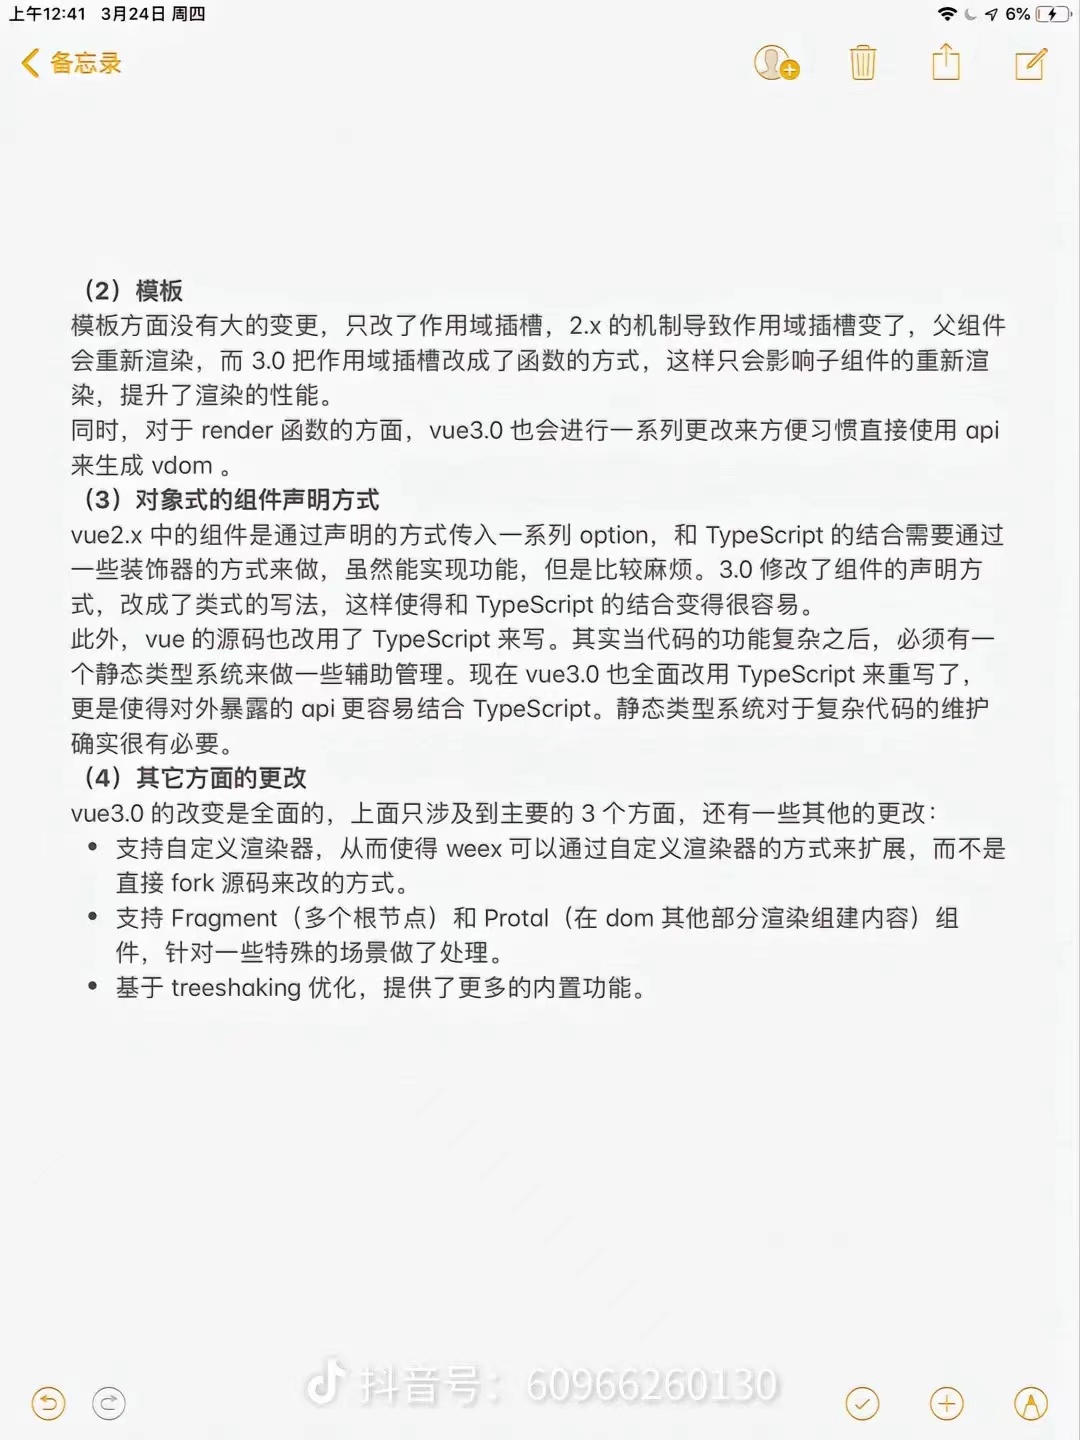 上午12:41 3月24日 周四
6%
备忘录
（2）模板
模板方面没有大的变更，只改了作用域插槽，2.x 的机制导致作用域插槽变了，父组件
会重新渲染，而 3.0 把作用域插槽改成了函数的方式，这样只会影响子组件的重新渲
染，提升了渲染的性能。
同时，对于 render 函数的方面，vue3.0 也会进行一系列更改来方便习惯直接使用 api
来生成 vdom 。
（3）对象式的组件声明方式
vue2.x 中的组件是通过声明的方式传入一系列 option，和 TypeScript 的结合需要通过
一些装饰器的方式来做，虽然能实现功能，但是比较麻烦。3.0 修改了组件的声明方
式，改成了类式的写法，这样使得和 TypeScript 的结合变得很容易。
此外，vue 的源码也改用了 TypeScript 来写。其实当代码的功能复杂之后，必须有一
个静态类型系统来做一些辅助管理。现在 vue3.0 也全面改用 TypeScript 来重写了，
更是使得对外暴露的 api 更容易结合 TypeScript。静态类型系统对于复杂代码的维护
确实很有必要。
（4）其它方面的更改
vue3.0 的改变是全面的，上面只涉及到主要的 3 个方面，还有一些其他的更改：
• 支持自定义渲染器，从而使得 weex 可以通过自定义渲染器的方式来扩展，而不是
直接 fork 源码来改的方式。
• 支持 Fragment（多个根节点）和 Protal（在 dom 其他部分渲染组建内容）组
件，针对一些特殊的场景做了处理。
• 基于 treeshaking 优化，提供了更多的内置功能。
抖音号：60966260130